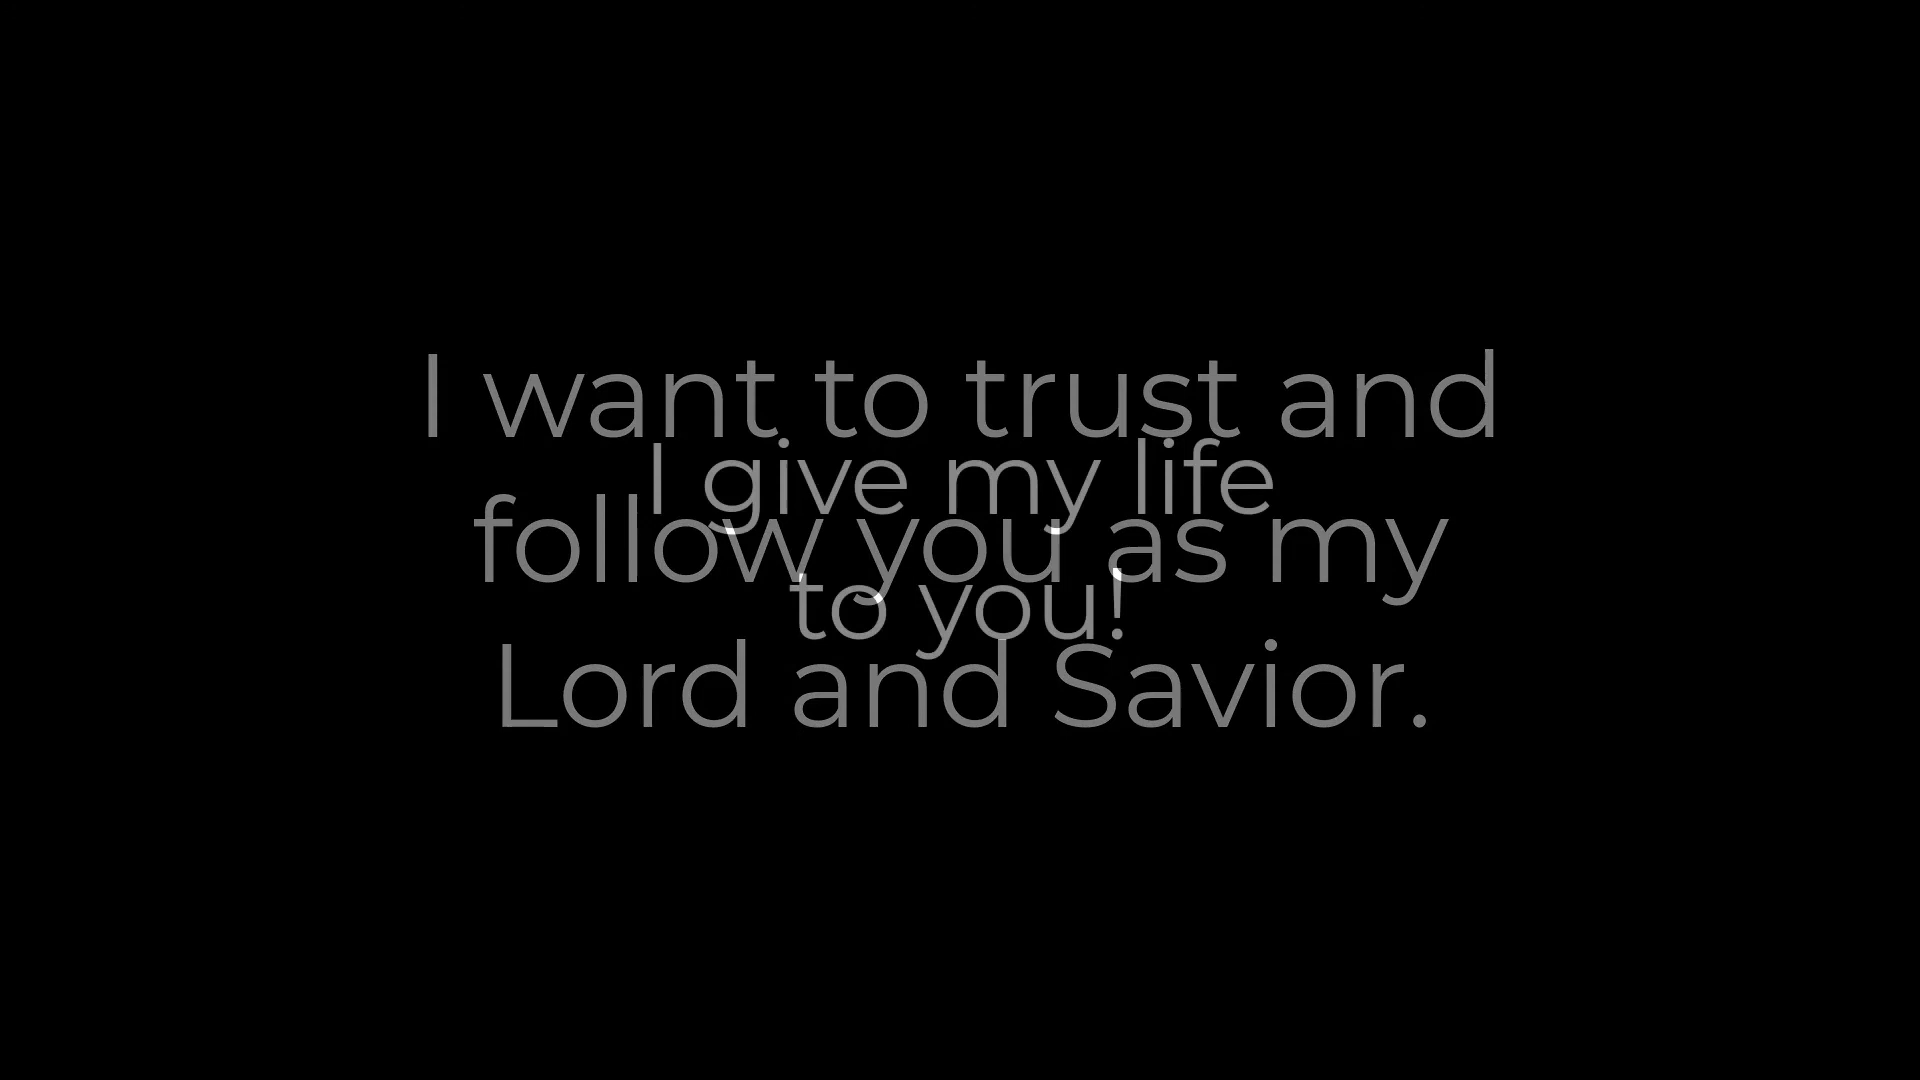 I want to trust and
follow you as my
Lord and Savior.
I give my life
to you!